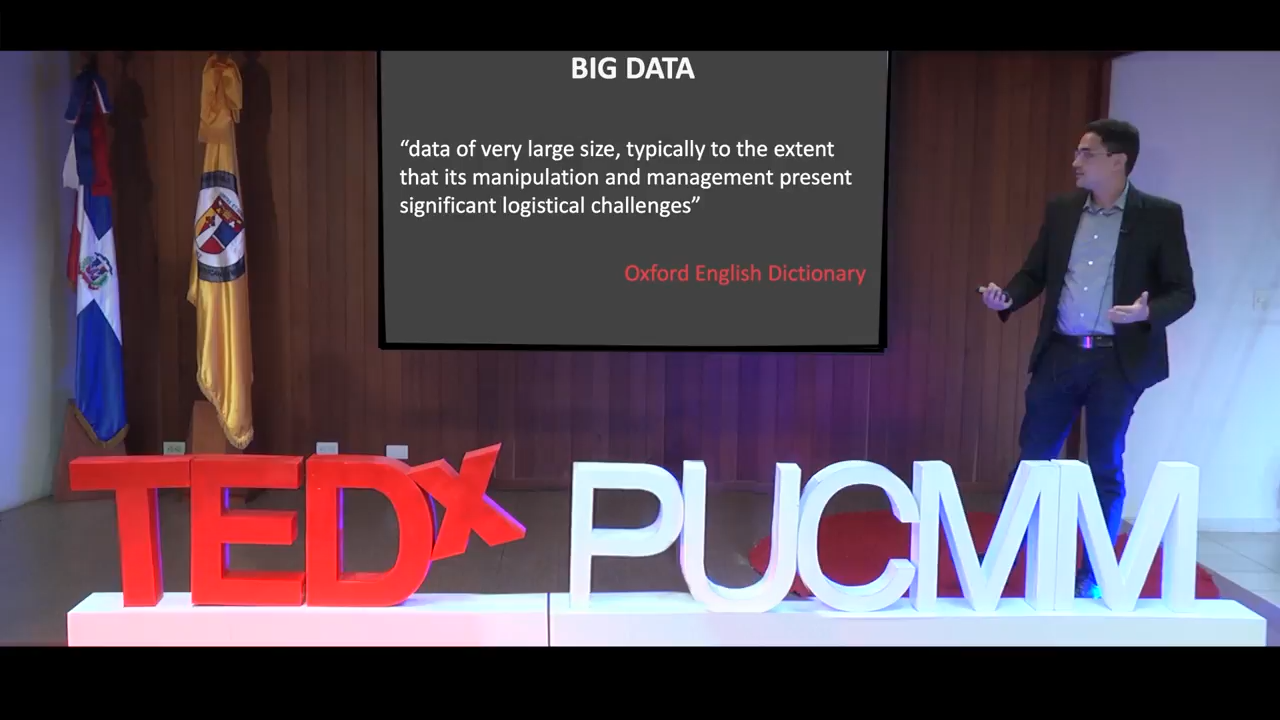 BIG DATA
“data of very large size, typically to the extent
that its manipulation and management present
significant logistical challenges”
Oxford English Dictionary
TEDx PUCMM